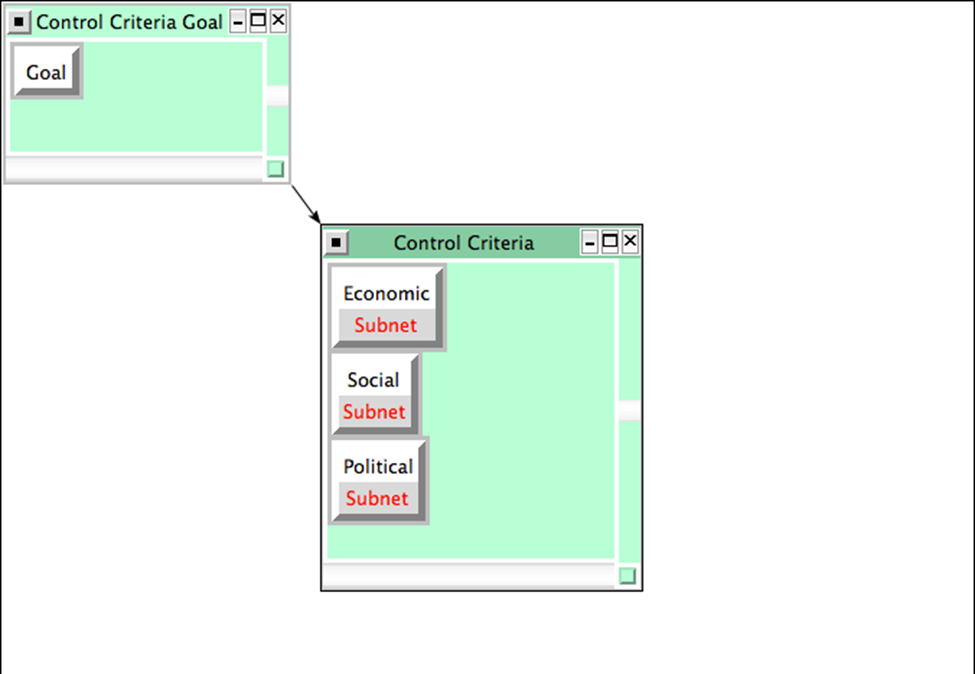 Control Criteria Goal
Goal
Control Criteria
Economic
Subnet
Social
Subnet
Political
Subnet